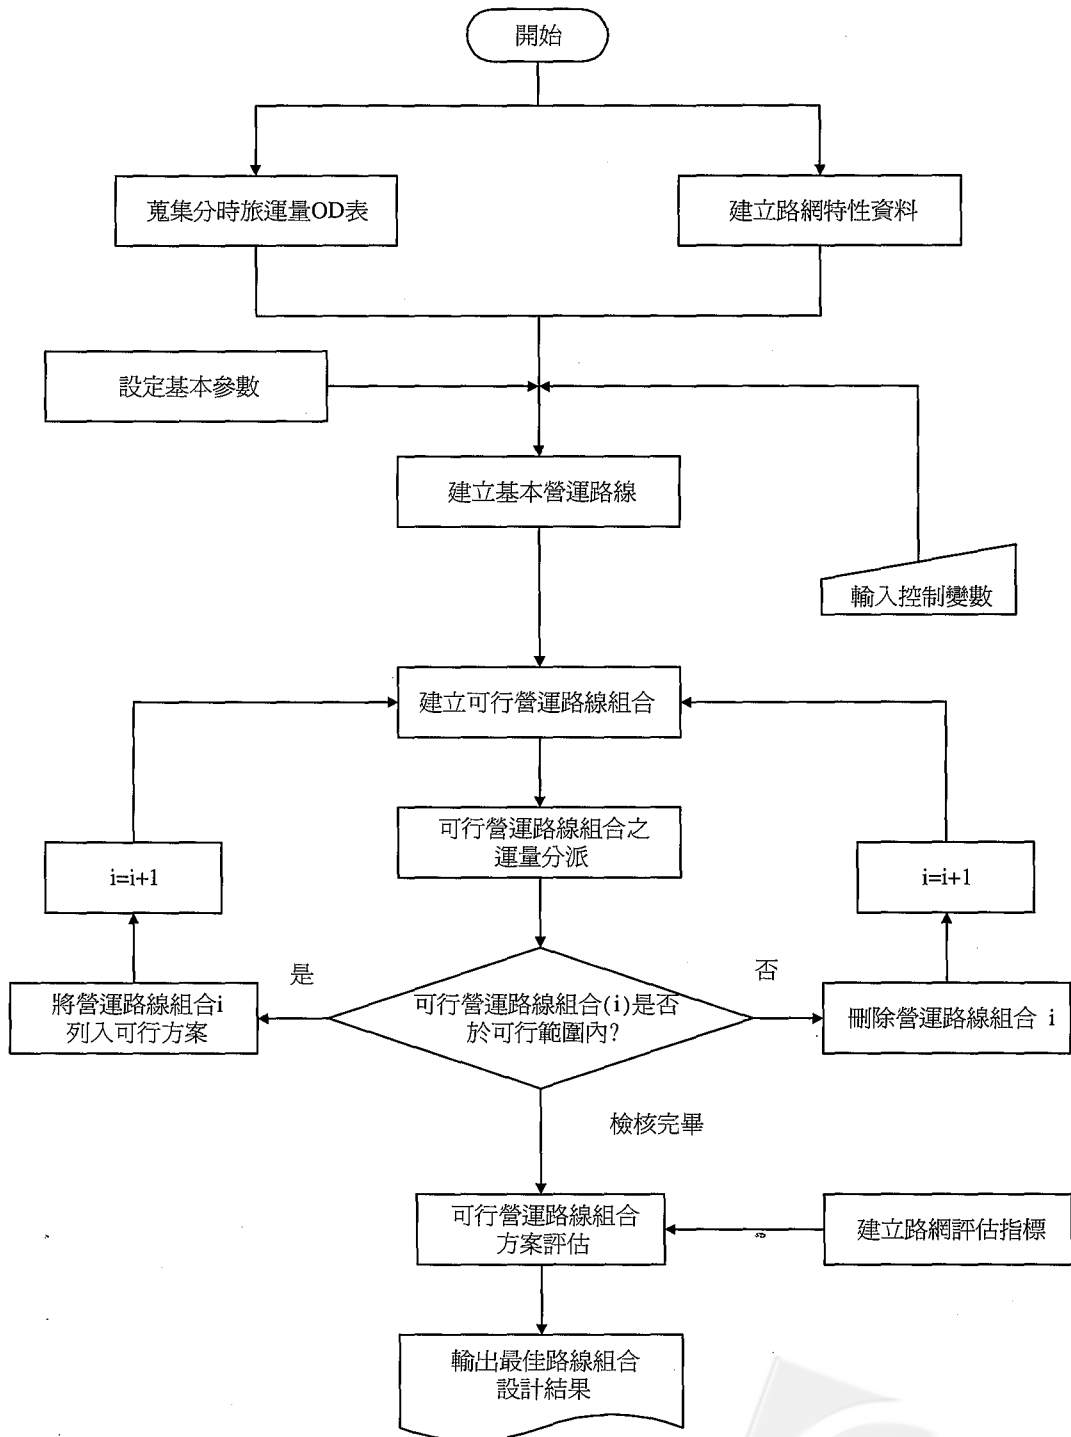 開始
蒐集分時旅運量OD表
建立路網特性資料
設定基本參數
建立基本營運路線
輸入控制變數
建立可行營運路線組合
可行營運路線組合之
運量分派
i=i+1
i=i+1
是
否
將營運路線組合i
列入可行方案
可行營運路線組合(i)是否
於可行範圍內?
刪除營運路線組合 i
檢核完畢
可行營運路線組合
方案評估
建立路網評估指標
輸出最佳路線組合
設計結果